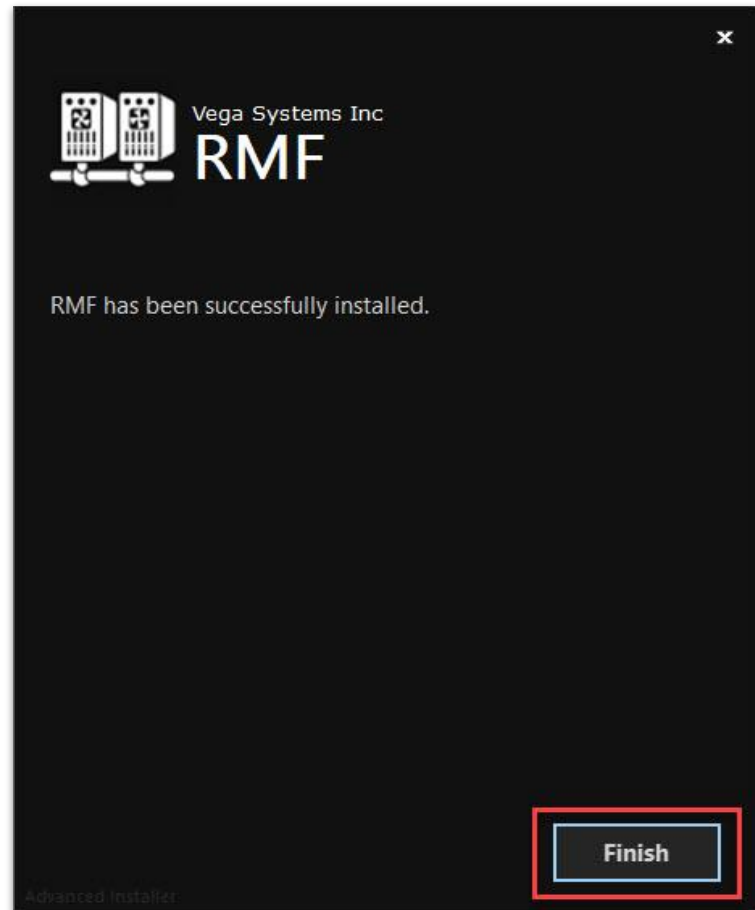 Vega Systems Inc
RMF
RMF has been successfully installed.
Finish
Advanced Installer